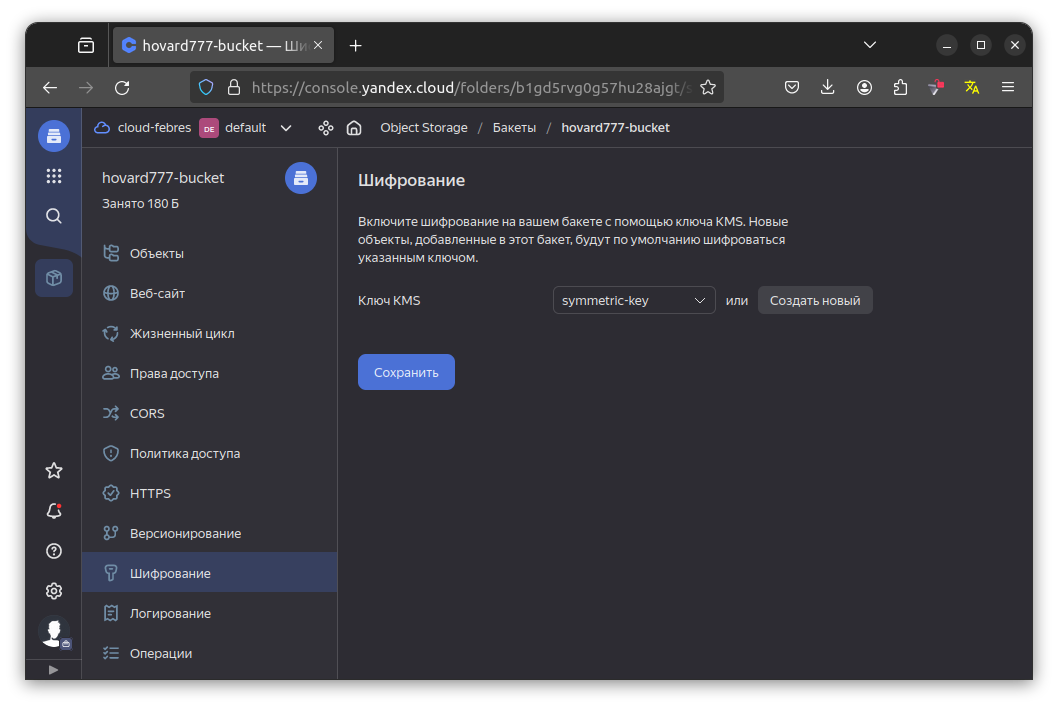 hovard777-bucket — Ши
https://console.yandex.cloud/folders/b1gd5rvg0g57hu28ajgt/s
cloud-febres DE default Object Storage / Бакеты / hovard777-bucket
hovard777-bucket
Занято 180 Б
Объекты
Веб-сайт
Жизненный цикл
Права доступа
CORS
Политика доступа
HTTPS
Версионирование
Шифрование
Логирование
Операции
Шифрование
Включите шифрование на вашем бакете с помощью ключа KMS. Новые
объекты, добавленные в этот бакет, будут по умолчанию шифроваться
указанным ключом.
Ключ KMS symmetric-key или Создать новый
Сохранить